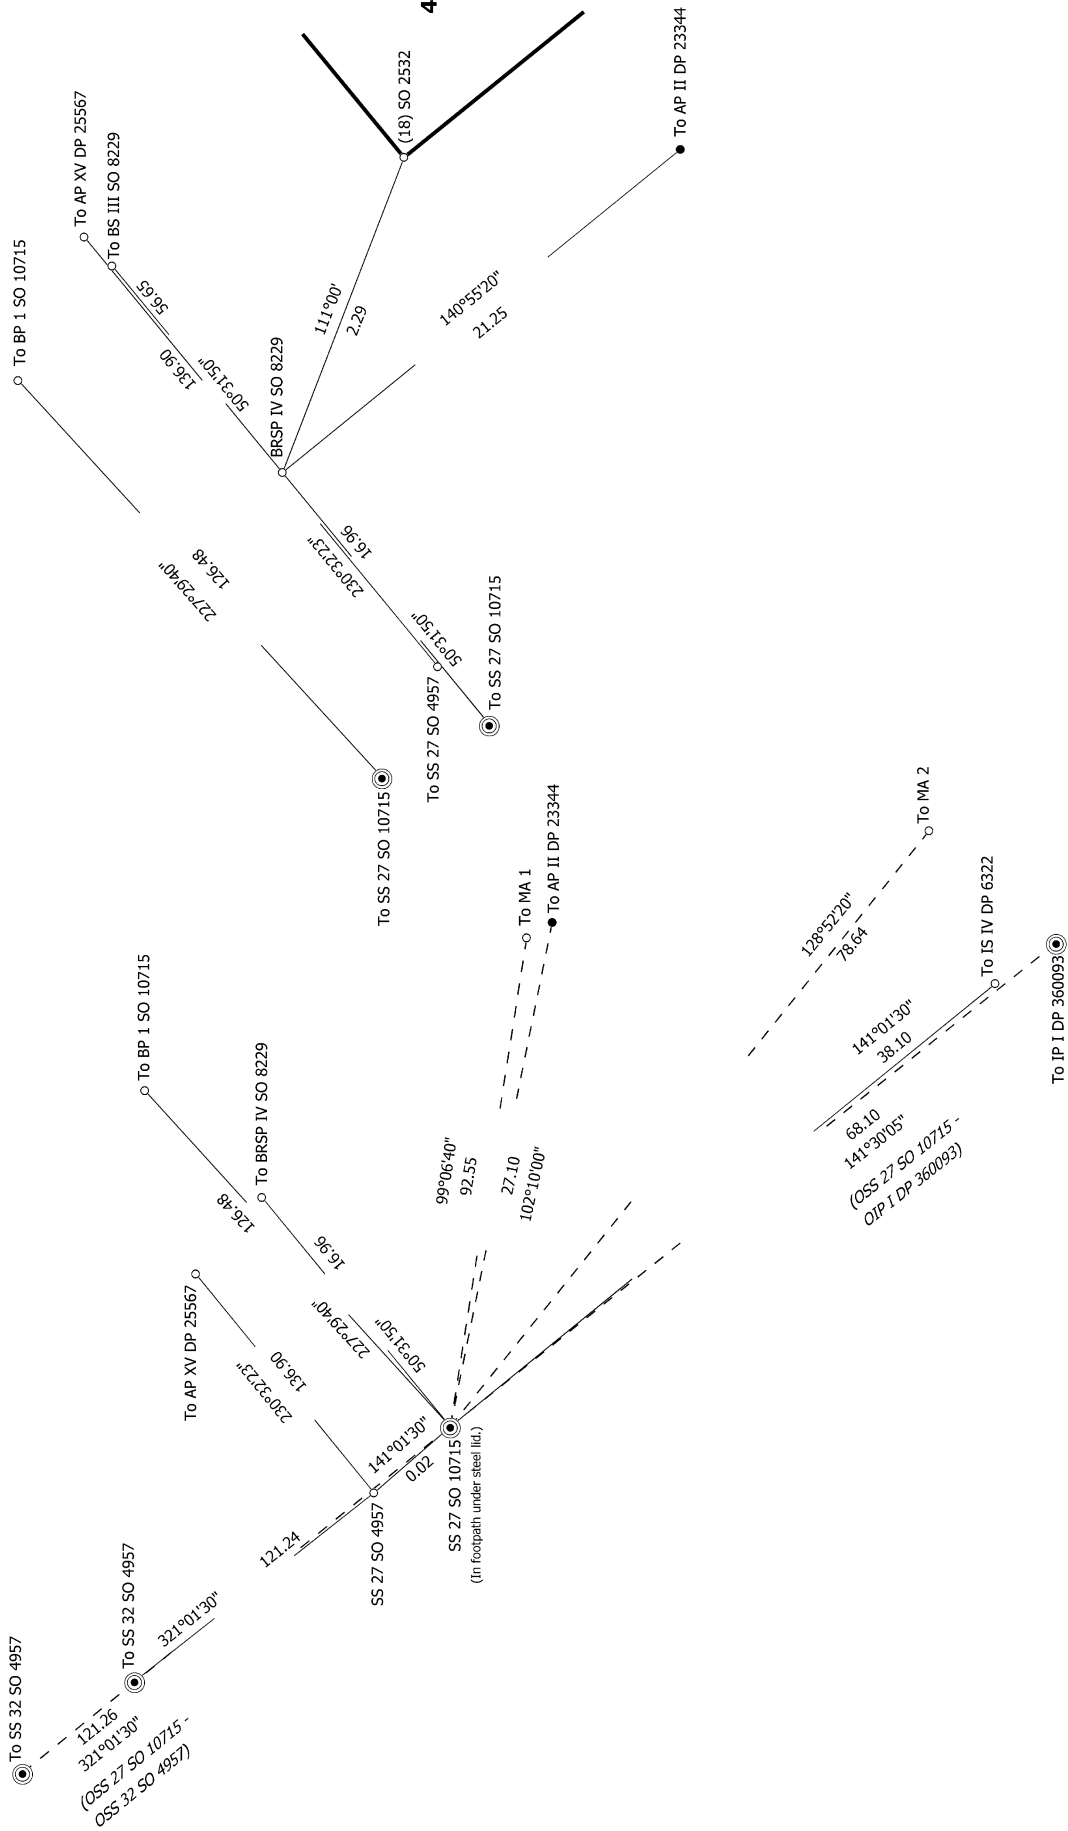 4
(18) SO 2532
To AP II DP 23344
To AP XV DP 25567
To BS III SO 8229
To BP 1 SO 10715
56.65
136.90
50°31'50"
111°00'
2.29
140°55'20"
21.25
BRSP IV SO 8229
16.96
230°32'23"
126.48
227°29'40"
50°31'50"
To SS 27 SO 4957
To SS 27 SO 10715
To SS 27 SO 10715
To MA 1
To AP II DP 23344
To MA 2
128°52'20"
78.64
To IS IV DP 6322
To IP I DP 360093
141°01'30"
38.10
68.10
141°30'05"
(OSS 27 SO 10715 -
OIP I DP 360093)
To BP 1 SO 10715
To BRSP IV SO 8229
126.48
16.96
99°06'40"
92.55
27.10
102°10'00"
To AP XV DP 25567
136.90
230°32'23"
227°29'40"
50°31'50"
141°01'30"
0.02
SS 27 SO 10715
(In footpath under steel lid.)
SS 27 SO 4957
121.24
321°01'30"
To SS 32 SO 4957
To SS 32 SO 4957
121.26
321°01'30"
(OSS 27 SO 10715 -
OSS 32 SO 4957)